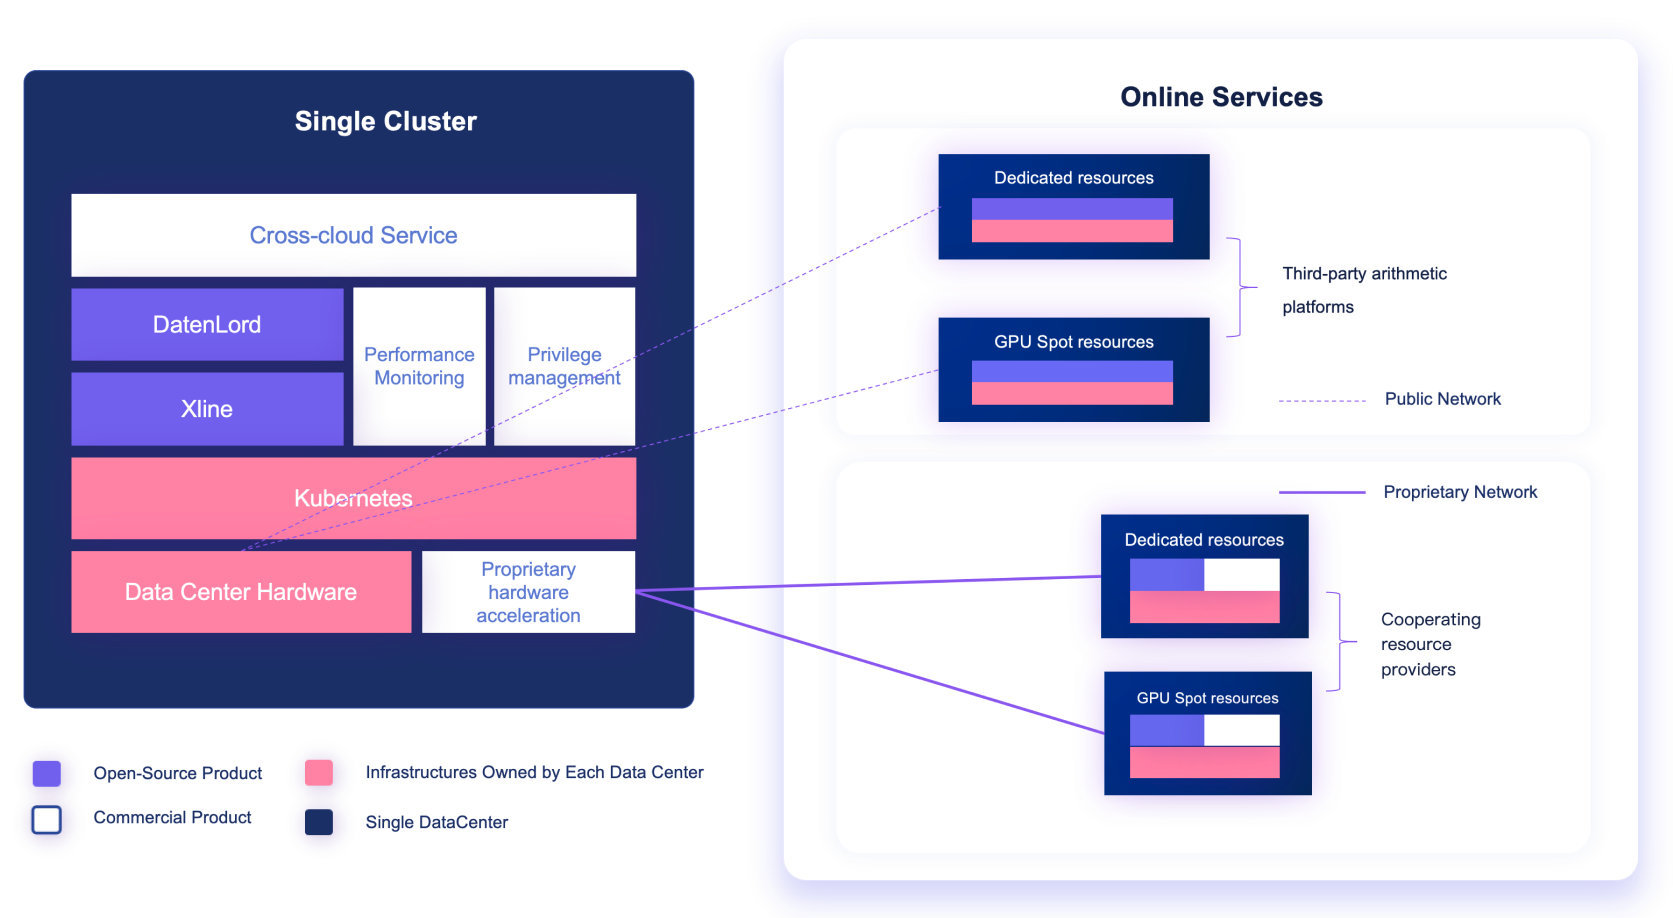 Single Cluster
Cross-cloud Service
DatenLord
Xline
Performance
Monitoring
Privilege
management
Kubernetes
Data Center Hardware
Proprietary
hardware
acceleration
Open-Source Product
Infrastructures Owned by Each Data Center
Commercial Product
Single DataCenter
Online Services
Dedicated resources
GPU Spot resources
Third-party arithmetic
platforms
Public Network
Proprietary Network
Dedicated resources
GPU Spot resources
Cooperating
resource
providers